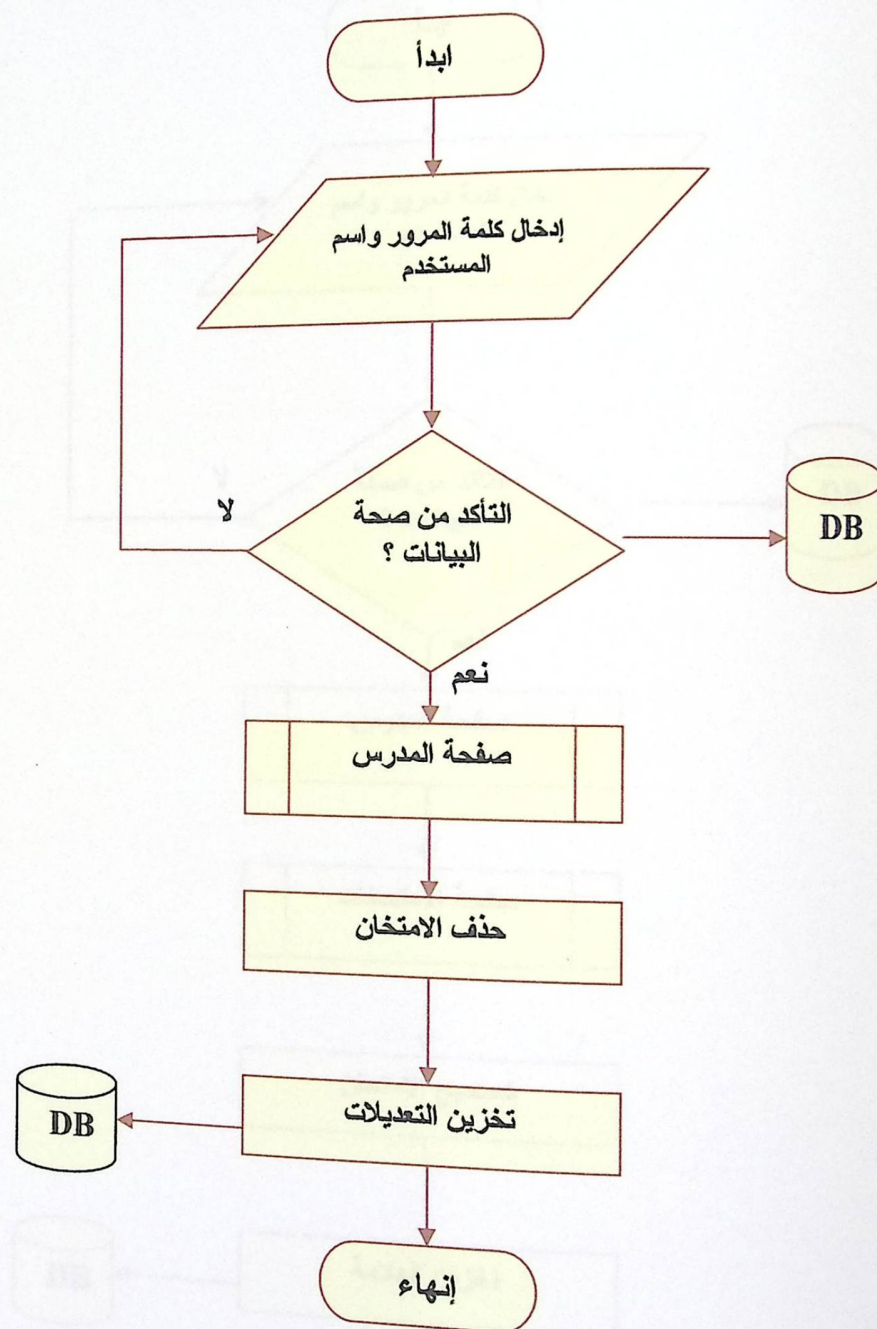 ابدأ
إدخال كلمة المرور واسم
المستخدم
التأكد من صحة
البيانات ؟
لا
DB
نعم
صفحة المدرس
حذف الامتخان
تخزين التعديلات
DB
إنهاء